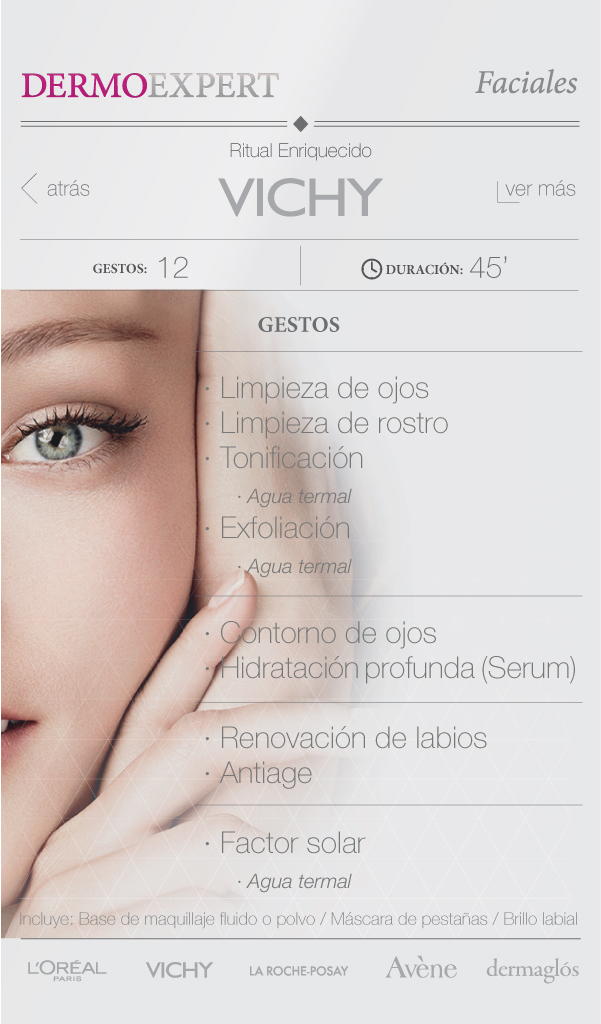 DERMOEXPERT
Faciales
Ritual Enriquecido
atrás
VICHY
ver más
GESTOS: 12
DURACIÓN: 45’
GESTOS
· Limpieza de ojos
· Limpieza de rostro
· Tonificación
· Agua termal
· Exfoliación
· Agua termal
· Contorno de ojos
· Hidratación profunda (Serum)
· Renovación de labios
· Antiage
· Factor solar
· Agua termal
Incluye: Base de maquillaje fluido o polvo / Máscara de pestañas / Brillo labial
L'ORÉAL
PARIS
VICHY
LA ROCHE-POSAY
Avène
dermaglós